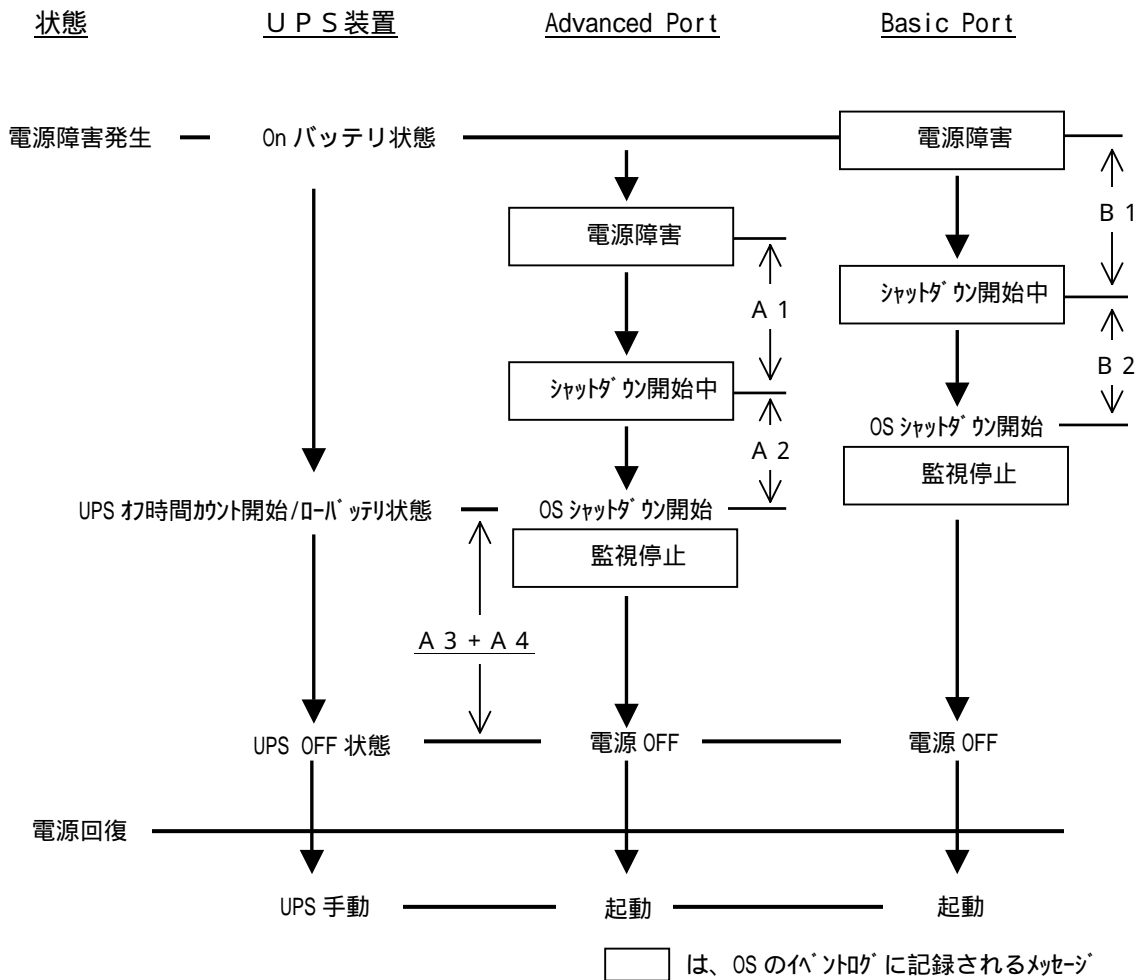 状態 ＵＰＳ装置 Advanced Port Basic Port
電源障害発生 On バッテリ状態 電源障害
B 1
電源障害
シャットダウン開始中
A 1
B 2
シャットダウン開始中
OS シャットダウン開始
A 2
監視停止
UPS オフ時間カウント開始/ローバッテリ状態 OS シャットダウン開始
監視停止
A 3 + A 4
UPS OFF 状態 電源 OFF 電源 OFF
電源回復
UPS 手動 起動 起動
は、OS のイベントログに記録されるメッセージ